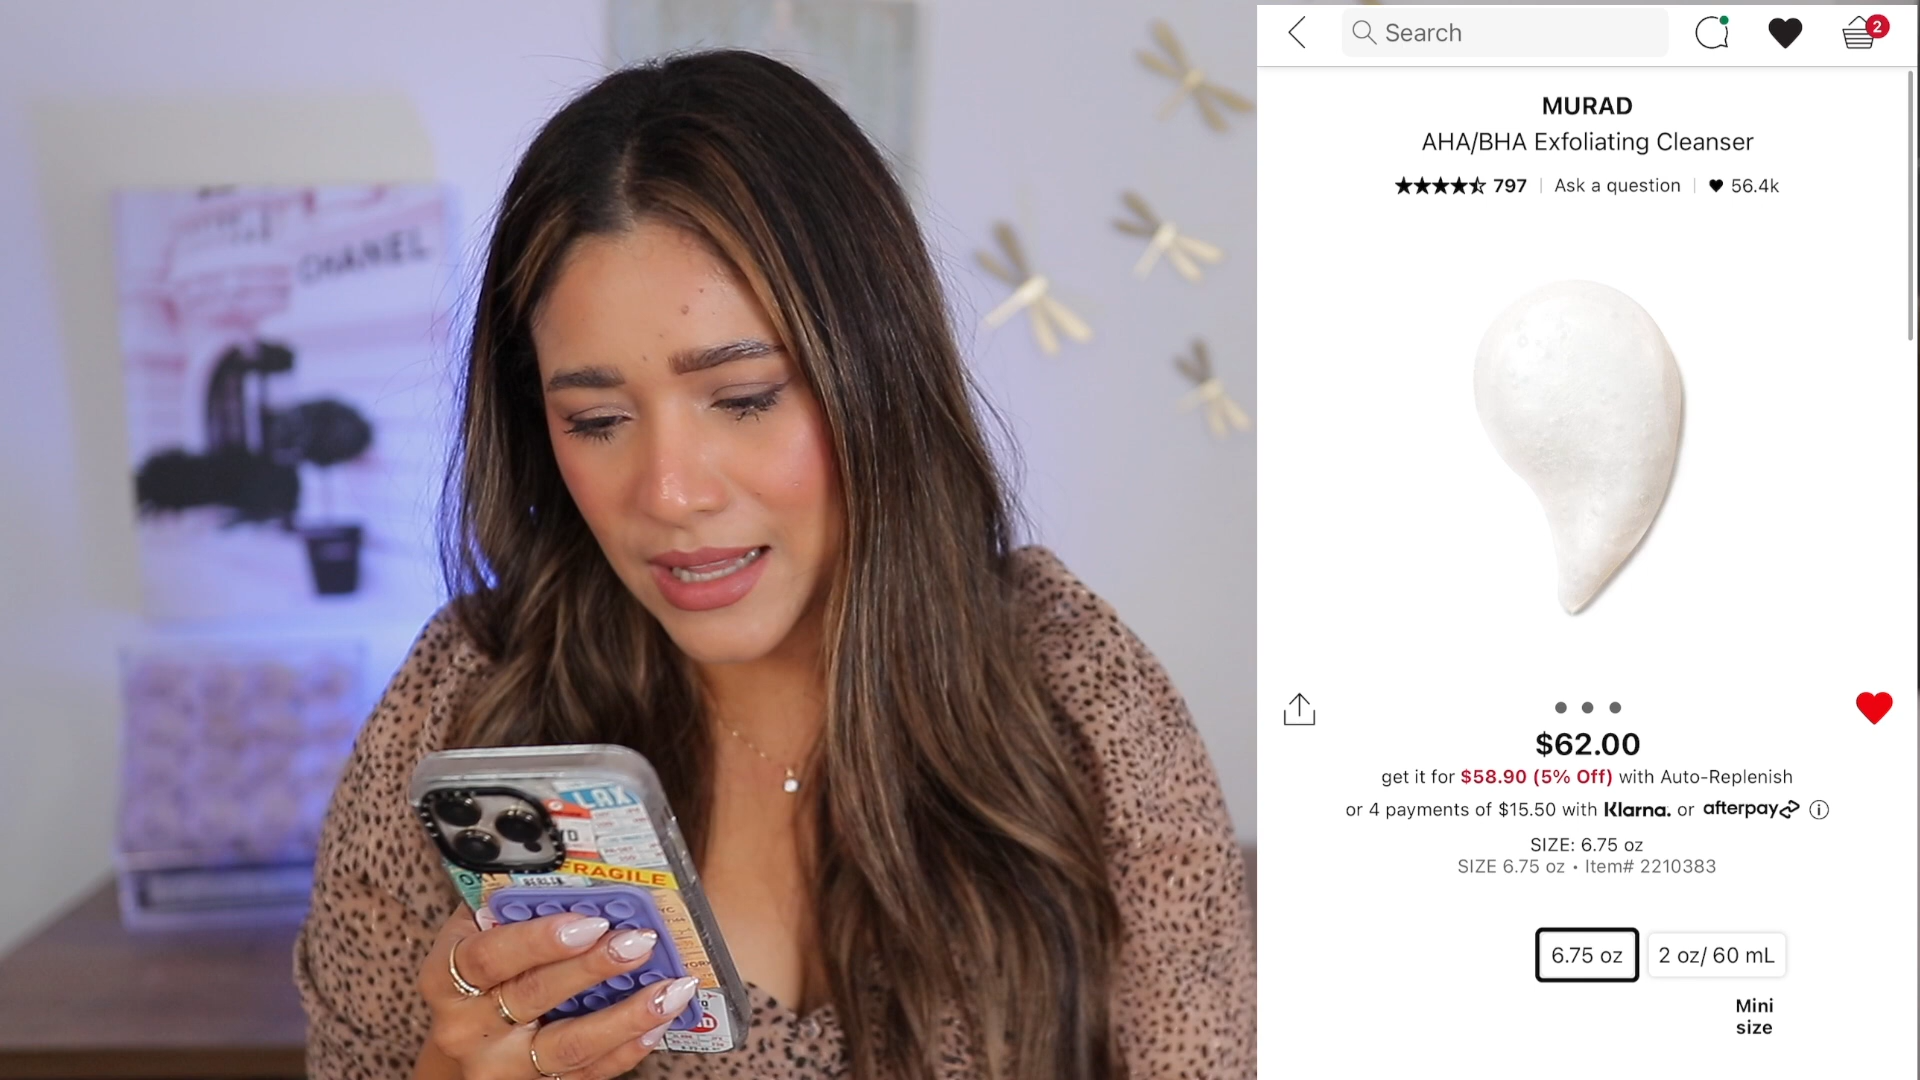 CHANEL
LAX
FRAGILE
BERLIN
Search
2
MURAD
AHA/BHA Exfoliating Cleanser
797 Ask a question 56.4k
$62.00
get it for $58.90 (5% Off) with Auto-Replenish
or 4 payments of $15.50 with Klarna. or afterpay
SIZE: 6.75 oz
SIZE 6.75 oz • Item# 2210383
6.75 oz 2 oz/ 60 mL
Mini
size